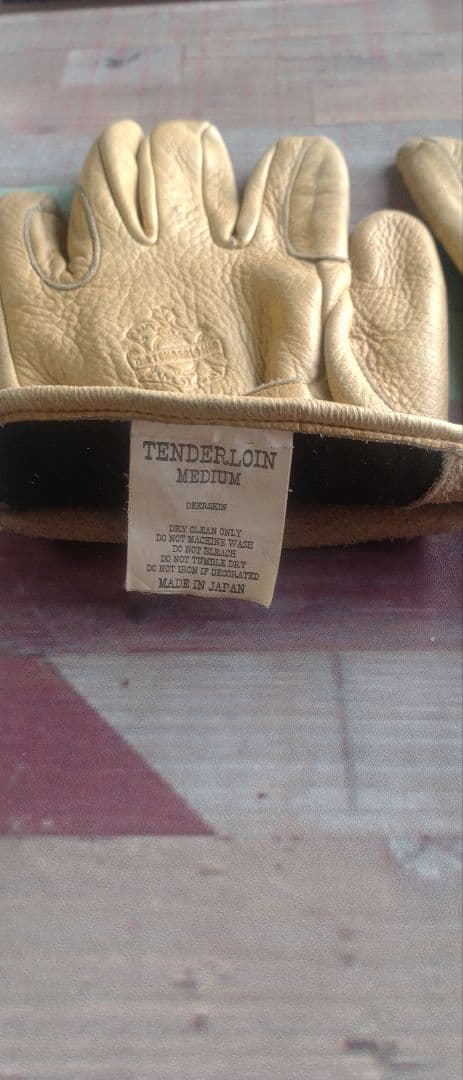 TENDERLOIN
TENDERLOIN
MEDIUM
DEERSKIN
DRY CLEAN ONLY
DO NOT MACHINE WASH
DO NOT BLEACH
DO NOT TUMBLE DRY
DO NOT IRON IF DECORATED
MADE IN JAPAN